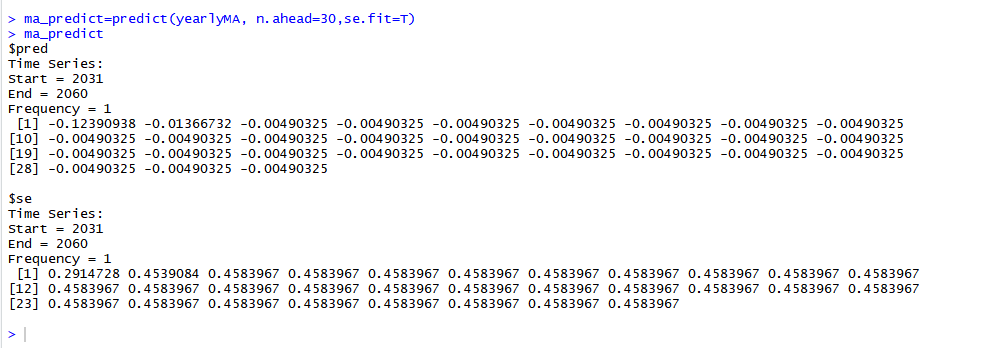 > ma_predict=predict(yearlyMA, n.ahead=30,se.fit=T)
> ma_predict
$pred
Time Series:
Start = 2031
End = 2060
Frequency = 1
 [1] -0.12390938 -0.01366732 -0.00490325 -0.00490325 -0.00490325 -0.00490325 -0.00490325 -0.00490325 -0.00490325
[10] -0.00490325 -0.00490325 -0.00490325 -0.00490325 -0.00490325 -0.00490325 -0.00490325 -0.00490325 -0.00490325
[19] -0.00490325 -0.00490325 -0.00490325 -0.00490325 -0.00490325 -0.00490325 -0.00490325 -0.00490325 -0.00490325
[28] -0.00490325 -0.00490325 -0.00490325
$se
Time Series:
Start = 2031
End = 2060
Frequency = 1
 [1] 0.2914728 0.4539084 0.4583967 0.4583967 0.4583967 0.4583967 0.4583967 0.4583967 0.4583967 0.4583967 0.4583967
[12] 0.4583967 0.4583967 0.4583967 0.4583967 0.4583967 0.4583967 0.4583967 0.4583967 0.4583967 0.4583967 0.4583967
[23] 0.4583967 0.4583967 0.4583967 0.4583967 0.4583967 0.4583967 0.4583967 0.4583967
>